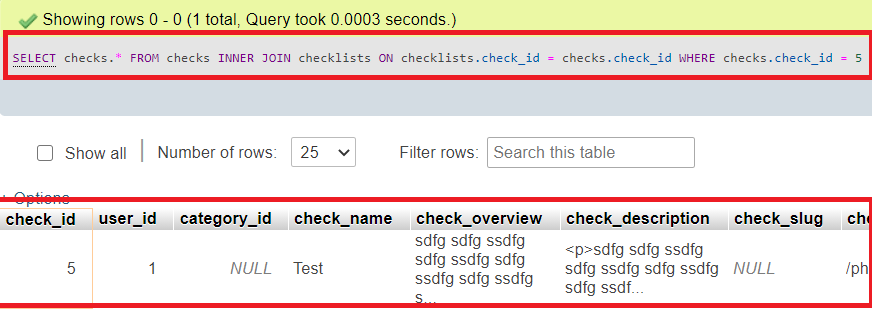 Showing rows 0 - 0 (1 total, Query took 0.0003 seconds.)
SELECT checks.* FROM checks INNER JOIN checklists ON checklists.check_id = checks.check_id WHERE checks.check_id = 5
Show all | Number of rows: 25 Filter rows: Search this table
+ Options
check_id user_id category_id check_name check_overview check_description check_slug che
5 1 NULL Test
sdfg sdfg ssdfg
sdfg ssdfg sdfg
ssdfg sdfg ssdfg
s...
<p>sdfg sdfg ssdfg
sdfg ssdfg sdfg ssdfg
sdfg ssdf...
NULL /ph